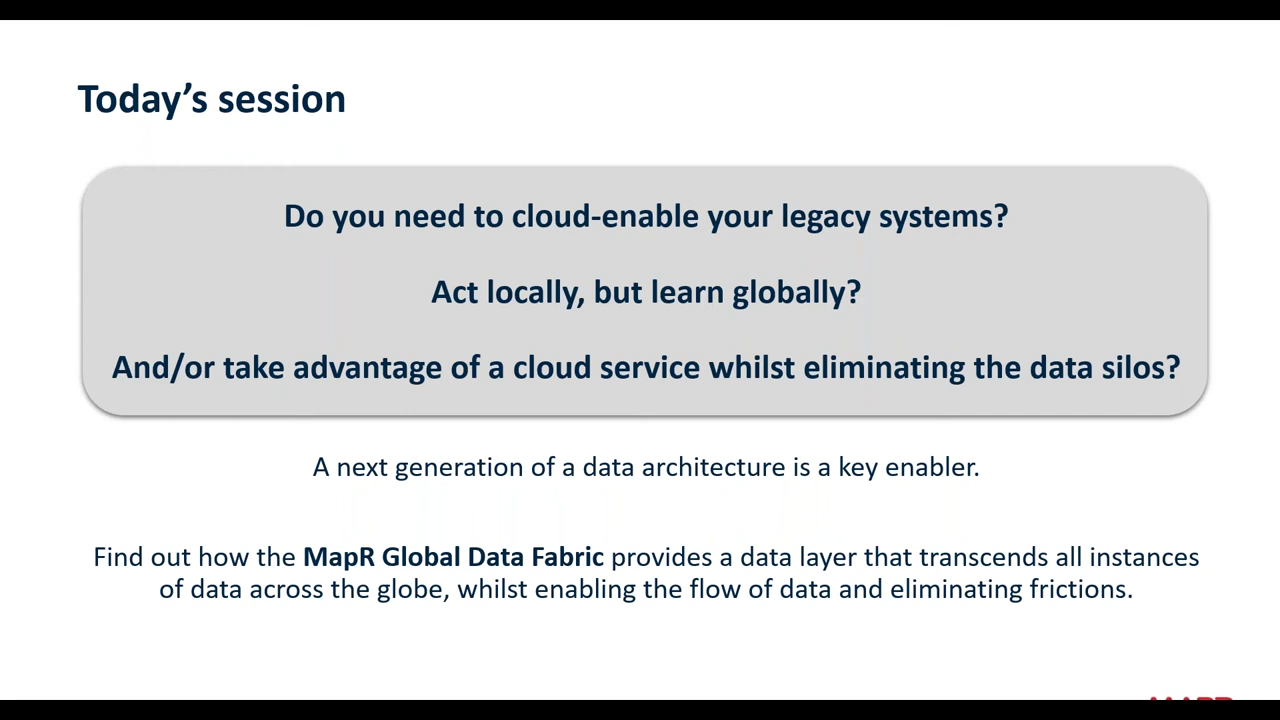 Today’s session
Do you need to cloud-enable your legacy systems?
Act locally, but learn globally?
And/or take advantage of a cloud service whilst eliminating the data silos?
A next generation of a data architecture is a key enabler.
Find out how the MapR Global Data Fabric provides a data layer that transcends all instances
of data across the globe, whilst enabling the flow of data and eliminating frictions.